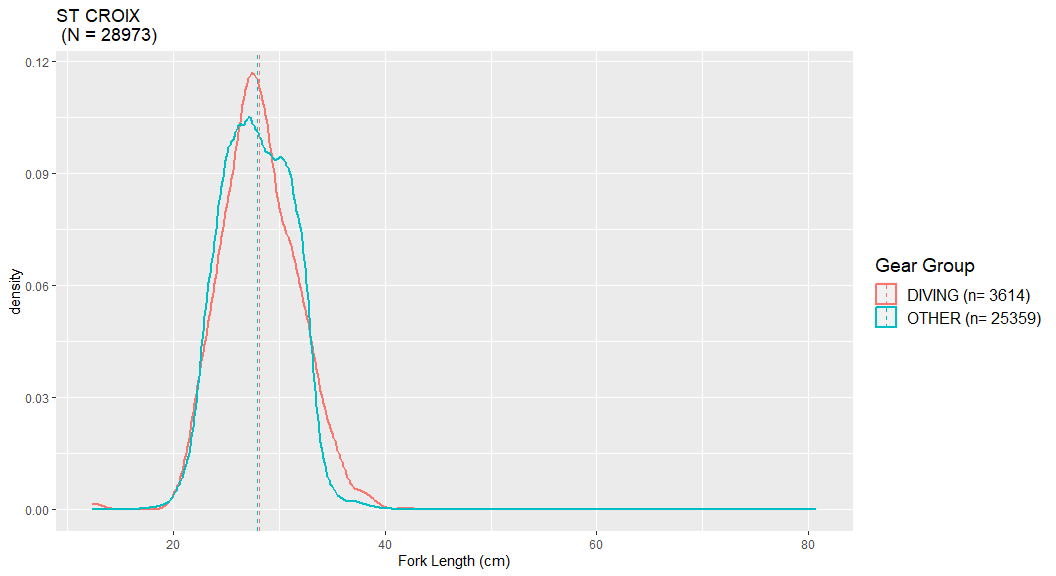 ST CROIX
(N = 28973)
0.12
0.09
0.06
0.03
0.00
density
20
40
60
80
Fork Length (cm)
Gear Group
DIVING (n= 3614)
OTHER (n= 25359)